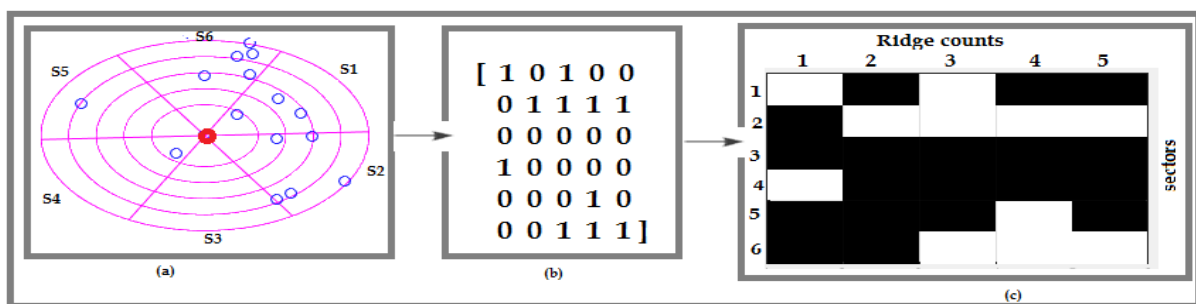 S6
S5
S1
S4
S2
S3
(a)
[ 1 0 1 0 0
0 1 1 1 1
0 0 0 0 0
1 0 0 0 0
0 0 0 1 0
0 0 1 1 1 ]
(b)
Ridge counts
1 2 3 4 5
1
2
3
4
5
6
sectors
(c)